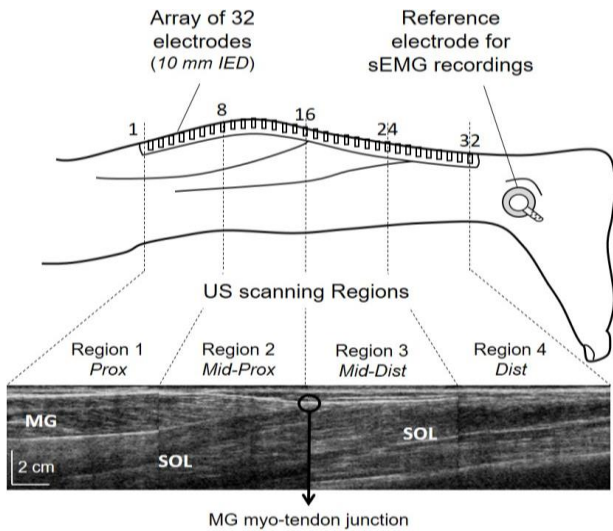 Array of 32
electrodes
(10 mm IED)
Reference
electrode for
sEMG recordings
1
8
16
24
32
US scanning Regions
Region 1
Prox
Region 2
Mid-Prox
Region 3
Mid-Dist
Region 4
Dist
MG
SOL
SOL
2 cm
MG myo-tendon junction